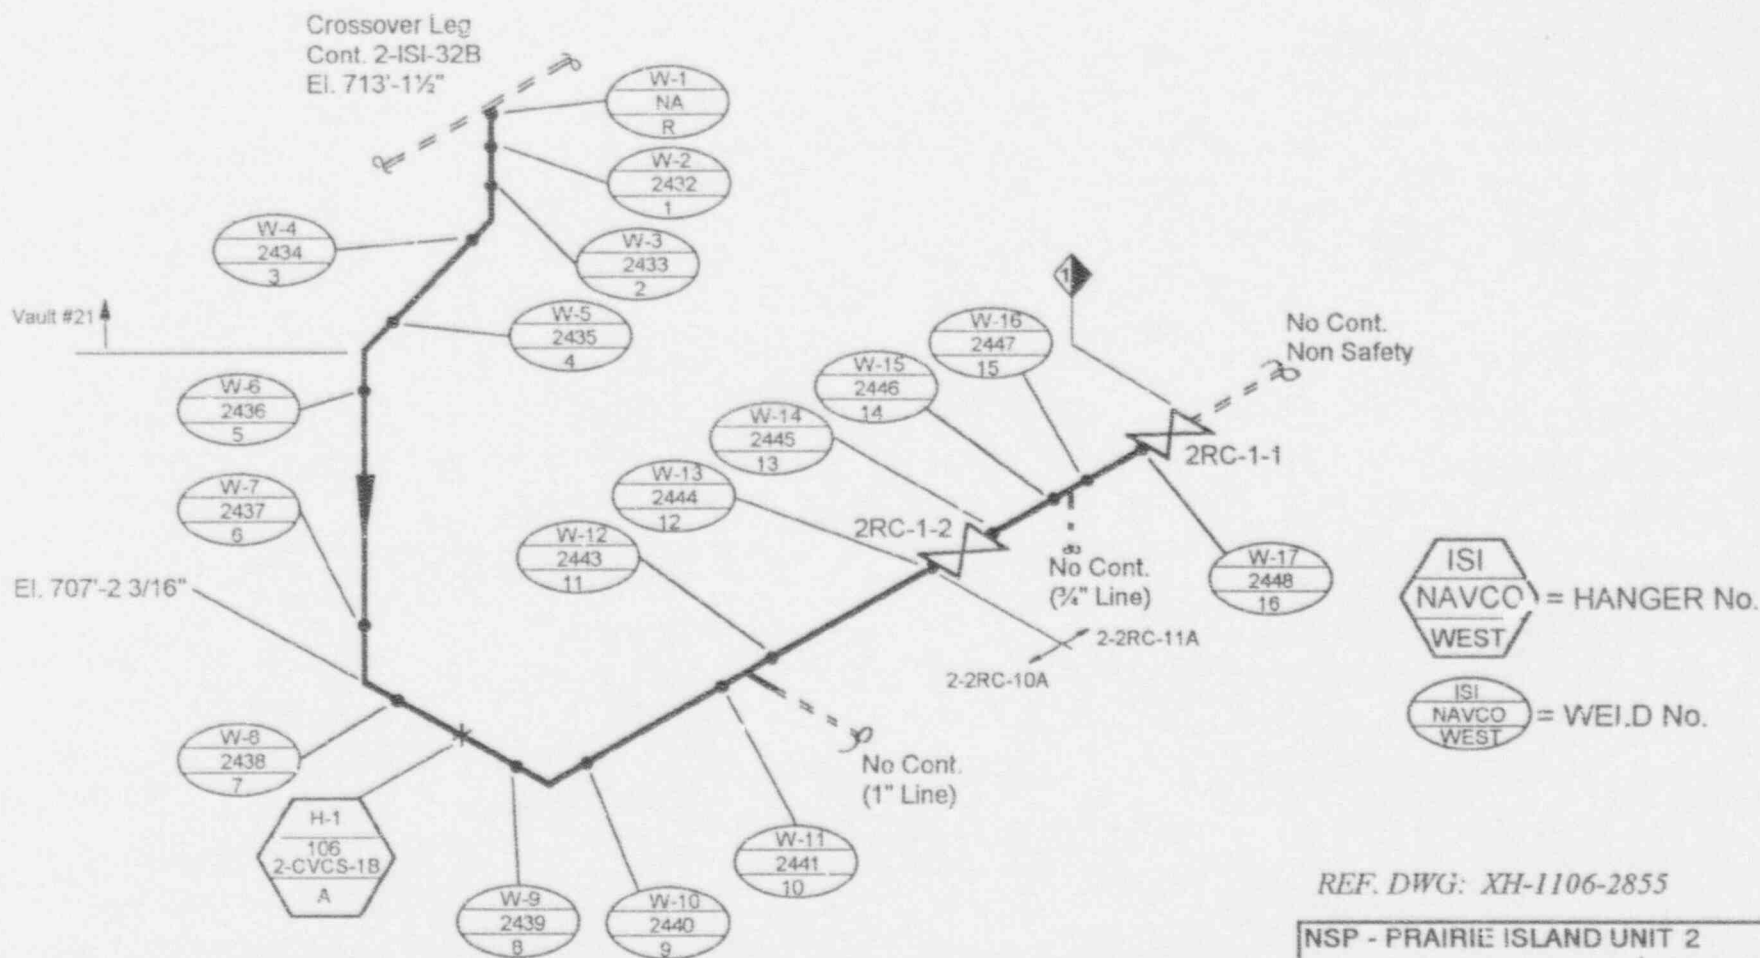 Crossover Leg
Cont. 2-ISI-32B
El. 713'-1½"
W-1
NA
R
W-2
2432
1
W-3
2433
2
W-4
2434
3
W-5
2435
4
Vault #21
W-6
2436
5
W-7
2437
6
El. 707'-2 3/16"
W-8
2438
7
H-1
106
2-CVCS-1B
A
W-9
2439
8
W-10
2440
9
W-11
2441
10
No Cont.
(1" Line)
W-12
2443
11
W-13
2444
12
W-14
2445
13
W-15
2446
14
W-16
2447
15
1
No Cont.
Non Safety
2RC-1-1
2RC-1-2
No Cont.
(¾" Line)
W-17
2448
16
2-2RC-11A
2-2RC-10A
ISI
NAVCO
WEST
= HANGER No.
ISI
NAVCO
WEST
= WELD No.
REF. DWG: XH-1106-2855
NSP - PRAIRIE ISLAND UNIT 2